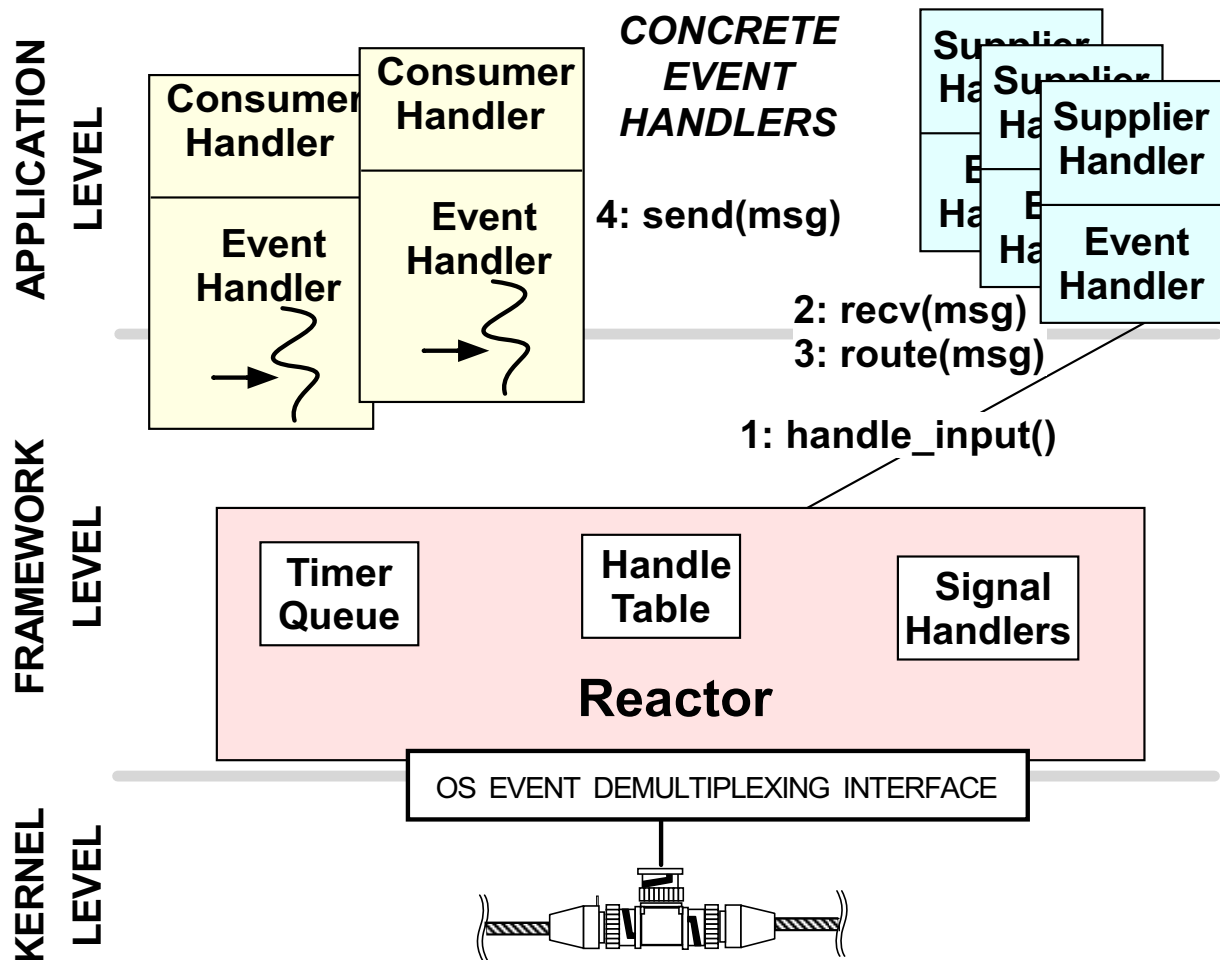 APPLICATION
LEVEL
Consumer
Handler
Event
Handler
Consumer
Handler
Event
Handler
CONCRETE
EVENT
HANDLERS
4: send(msg)
Supplier
Supplier
Supplier
Handler
Event
Handler
2: recv(msg)
3: route(msg)
1: handle_input()
FRAMEWORK
LEVEL
Timer
Queue
Handle
Table
Signal
Handlers
Reactor
OS EVENT DEMULTIPLEXING INTERFACE
KERNEL
LEVEL